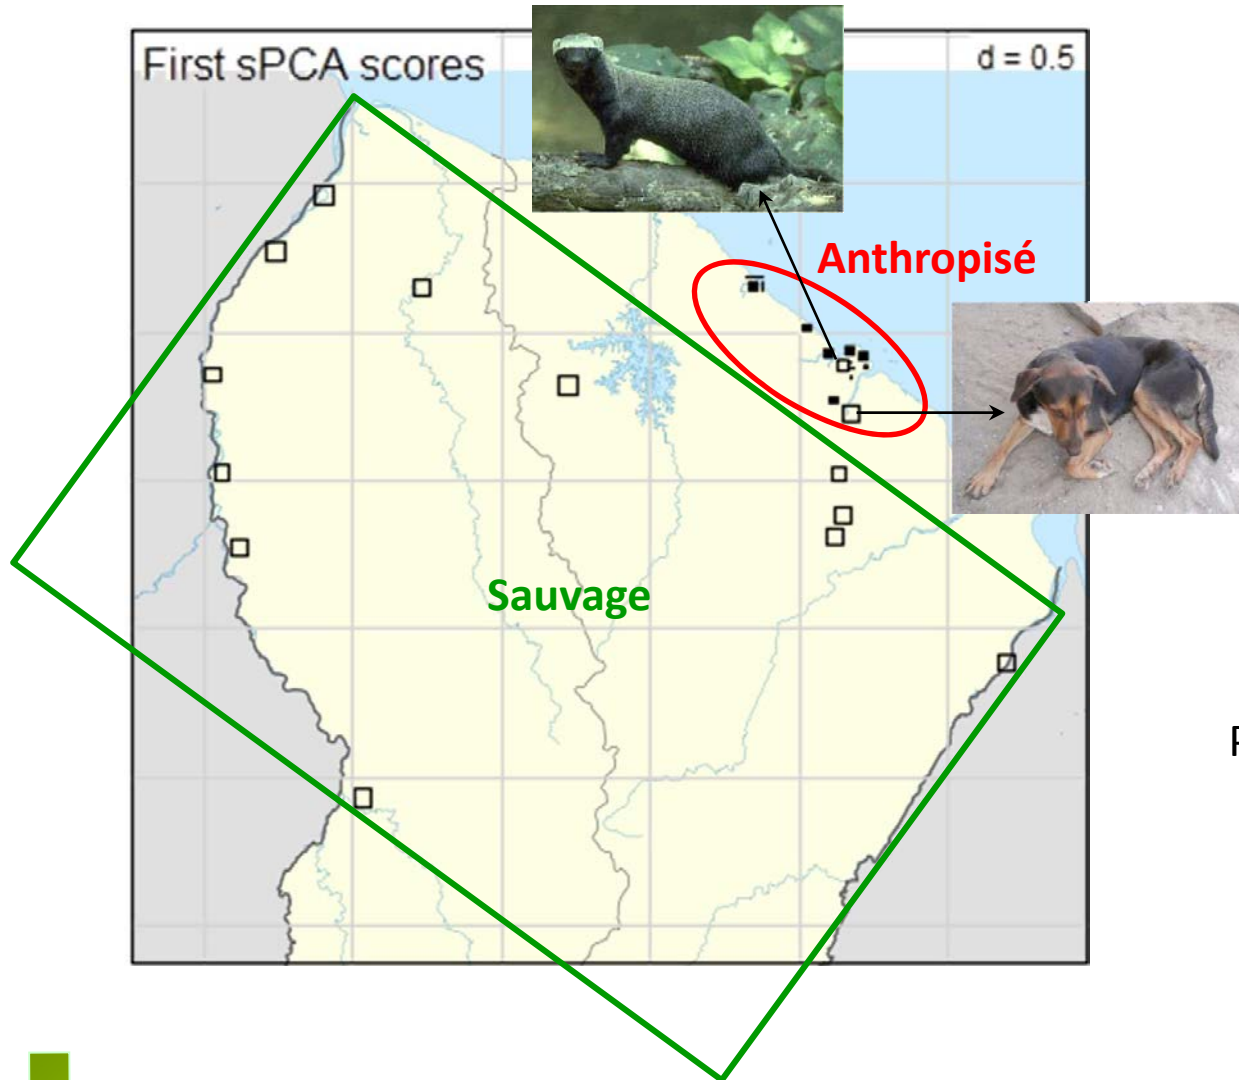 First sPCA scores
d = 0.5
Anthropisé
Sauvage
P